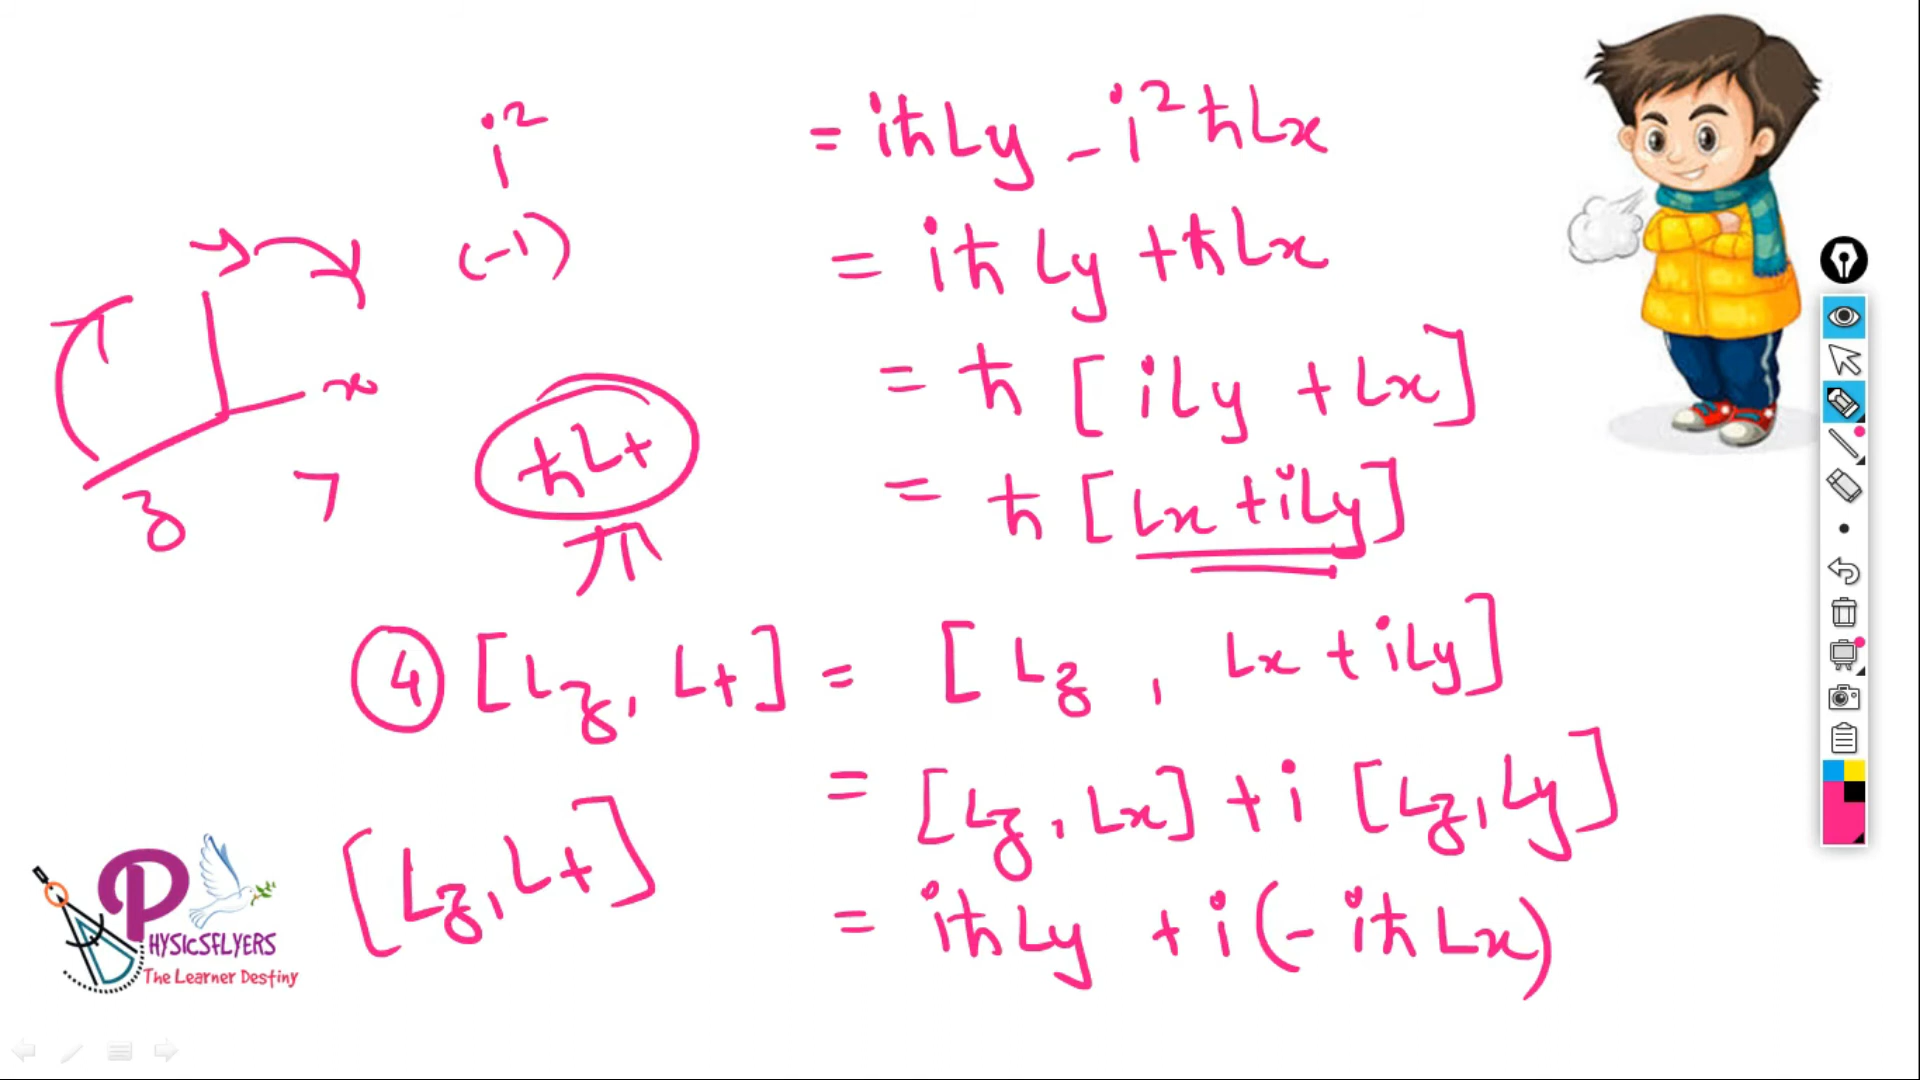 i²
(-1)
y
x
z
ħL+
= iħLy - i²ħLx
= iħ Ly + ħLx
= ħ [ iLy + Lx ]
= ħ [Lx + iLy]
④ [Lz, L+] = [ Lz , Lx + iLy]
= [Lz, Lx] + i [Lz, Ly]
= iħLy + i(- iħ Lx)
[Lz, L+]
PHYSICSFLYERS
The Learner Destiny